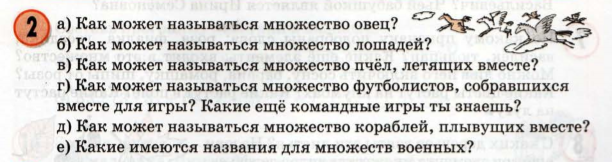 2 а) Как может называться множество овец?
б) Как может называться множество лошадей?
в) Как может называться множество пчёл, летящих вместе?
г) Как может называться множество футболистов, собравшихся
вместе для игры? Какие ещё командные игры ты знаешь?
д) Как может называться множество кораблей, плывущих вместе?
е) Какие имеются названия для множеств военных?